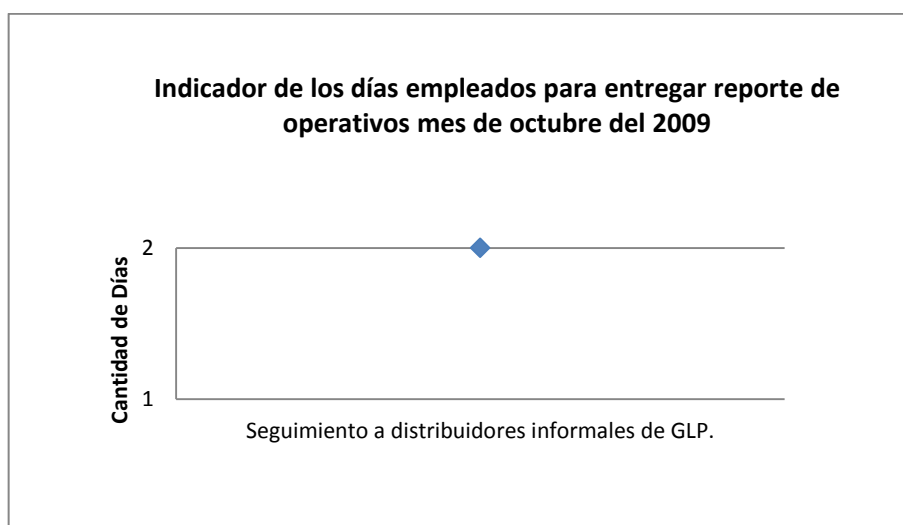 Indicador de los días empleados para entregar reporte de
operativos mes de octubre del 2009
Cantidad de Días
2
1
Seguimiento a distribuidores informales de GLP.